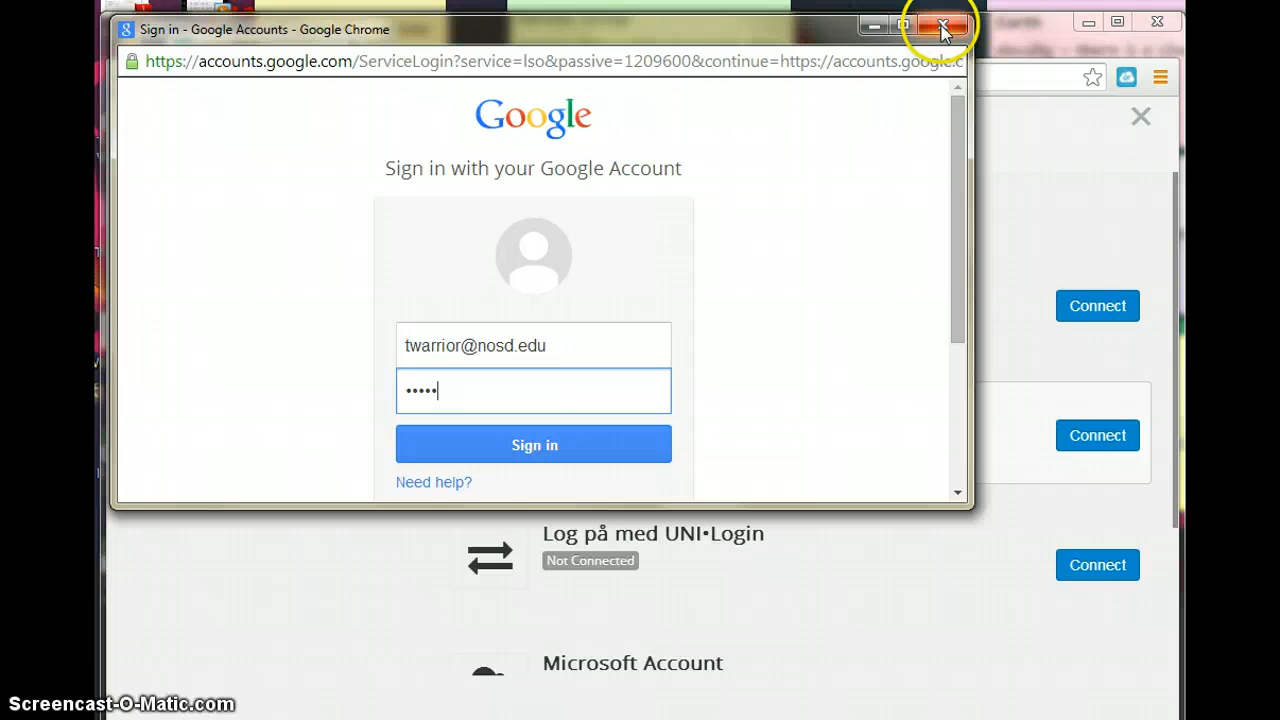 Sign in - Google Accounts - Google Chrome
https://accounts.google.com/ServiceLogin?service=lso&passive=1209600&continue=https://accounts.google.c
Google
Sign in with your Google Account
twarrior@nosd.edu
•••••
Sign in
Need help?
Connect
Connect
Log på med UNI•Login
Not Connected
Connect
Microsoft Account
Screencast-O-Matic.com